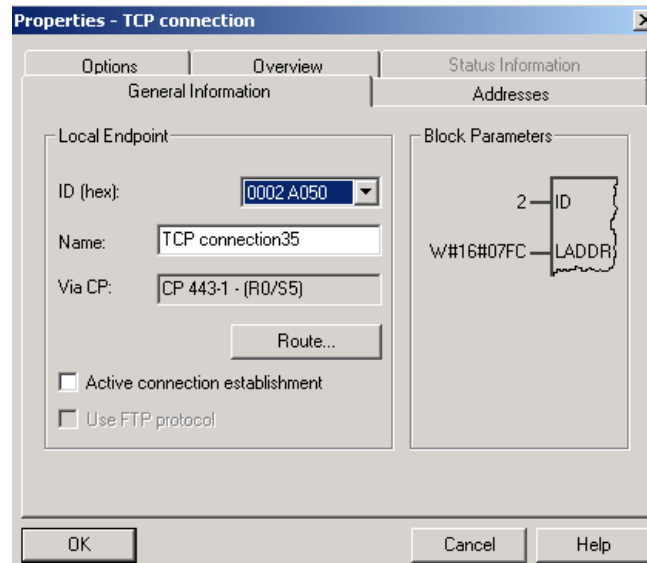 Properties - TCP connection
Options
Overview
Status Information
General Information
Addresses
Local Endpoint
ID (hex):
0002 A050
Name:
TCP connection35
Via CP:
CP 443-1 - (R0/S5)
Route...
Active connection establishment
Use FTP protocol
Block Parameters
2
ID
W#16#07FC
LADDR
OK
Cancel
Help